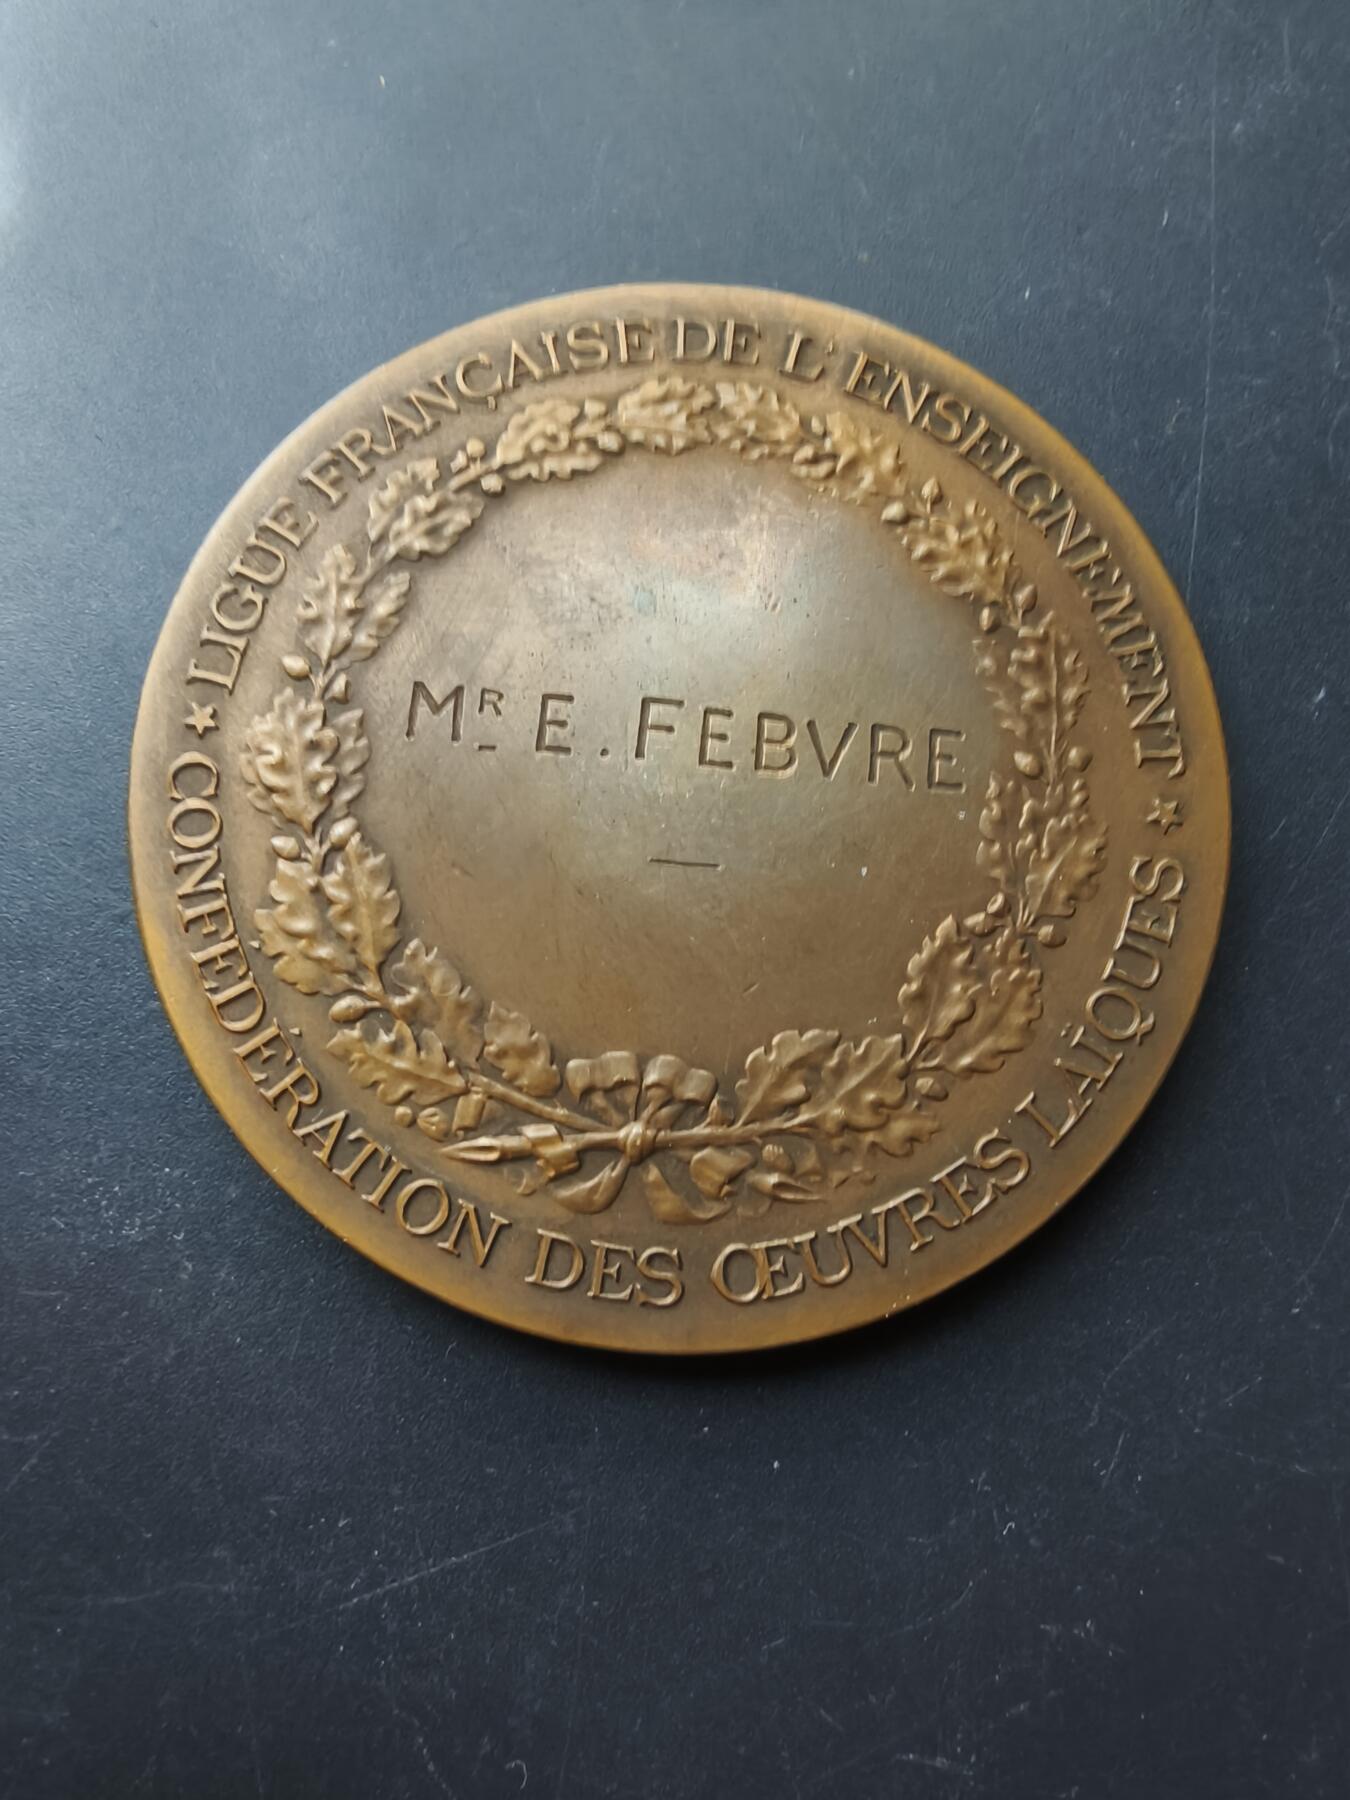 LIGUE FRANÇAISE DE L'ENSEIGNEMENT
MR E. FEBVRE
CONFÉDÉRATION DES ŒUVRES LAÏQUES